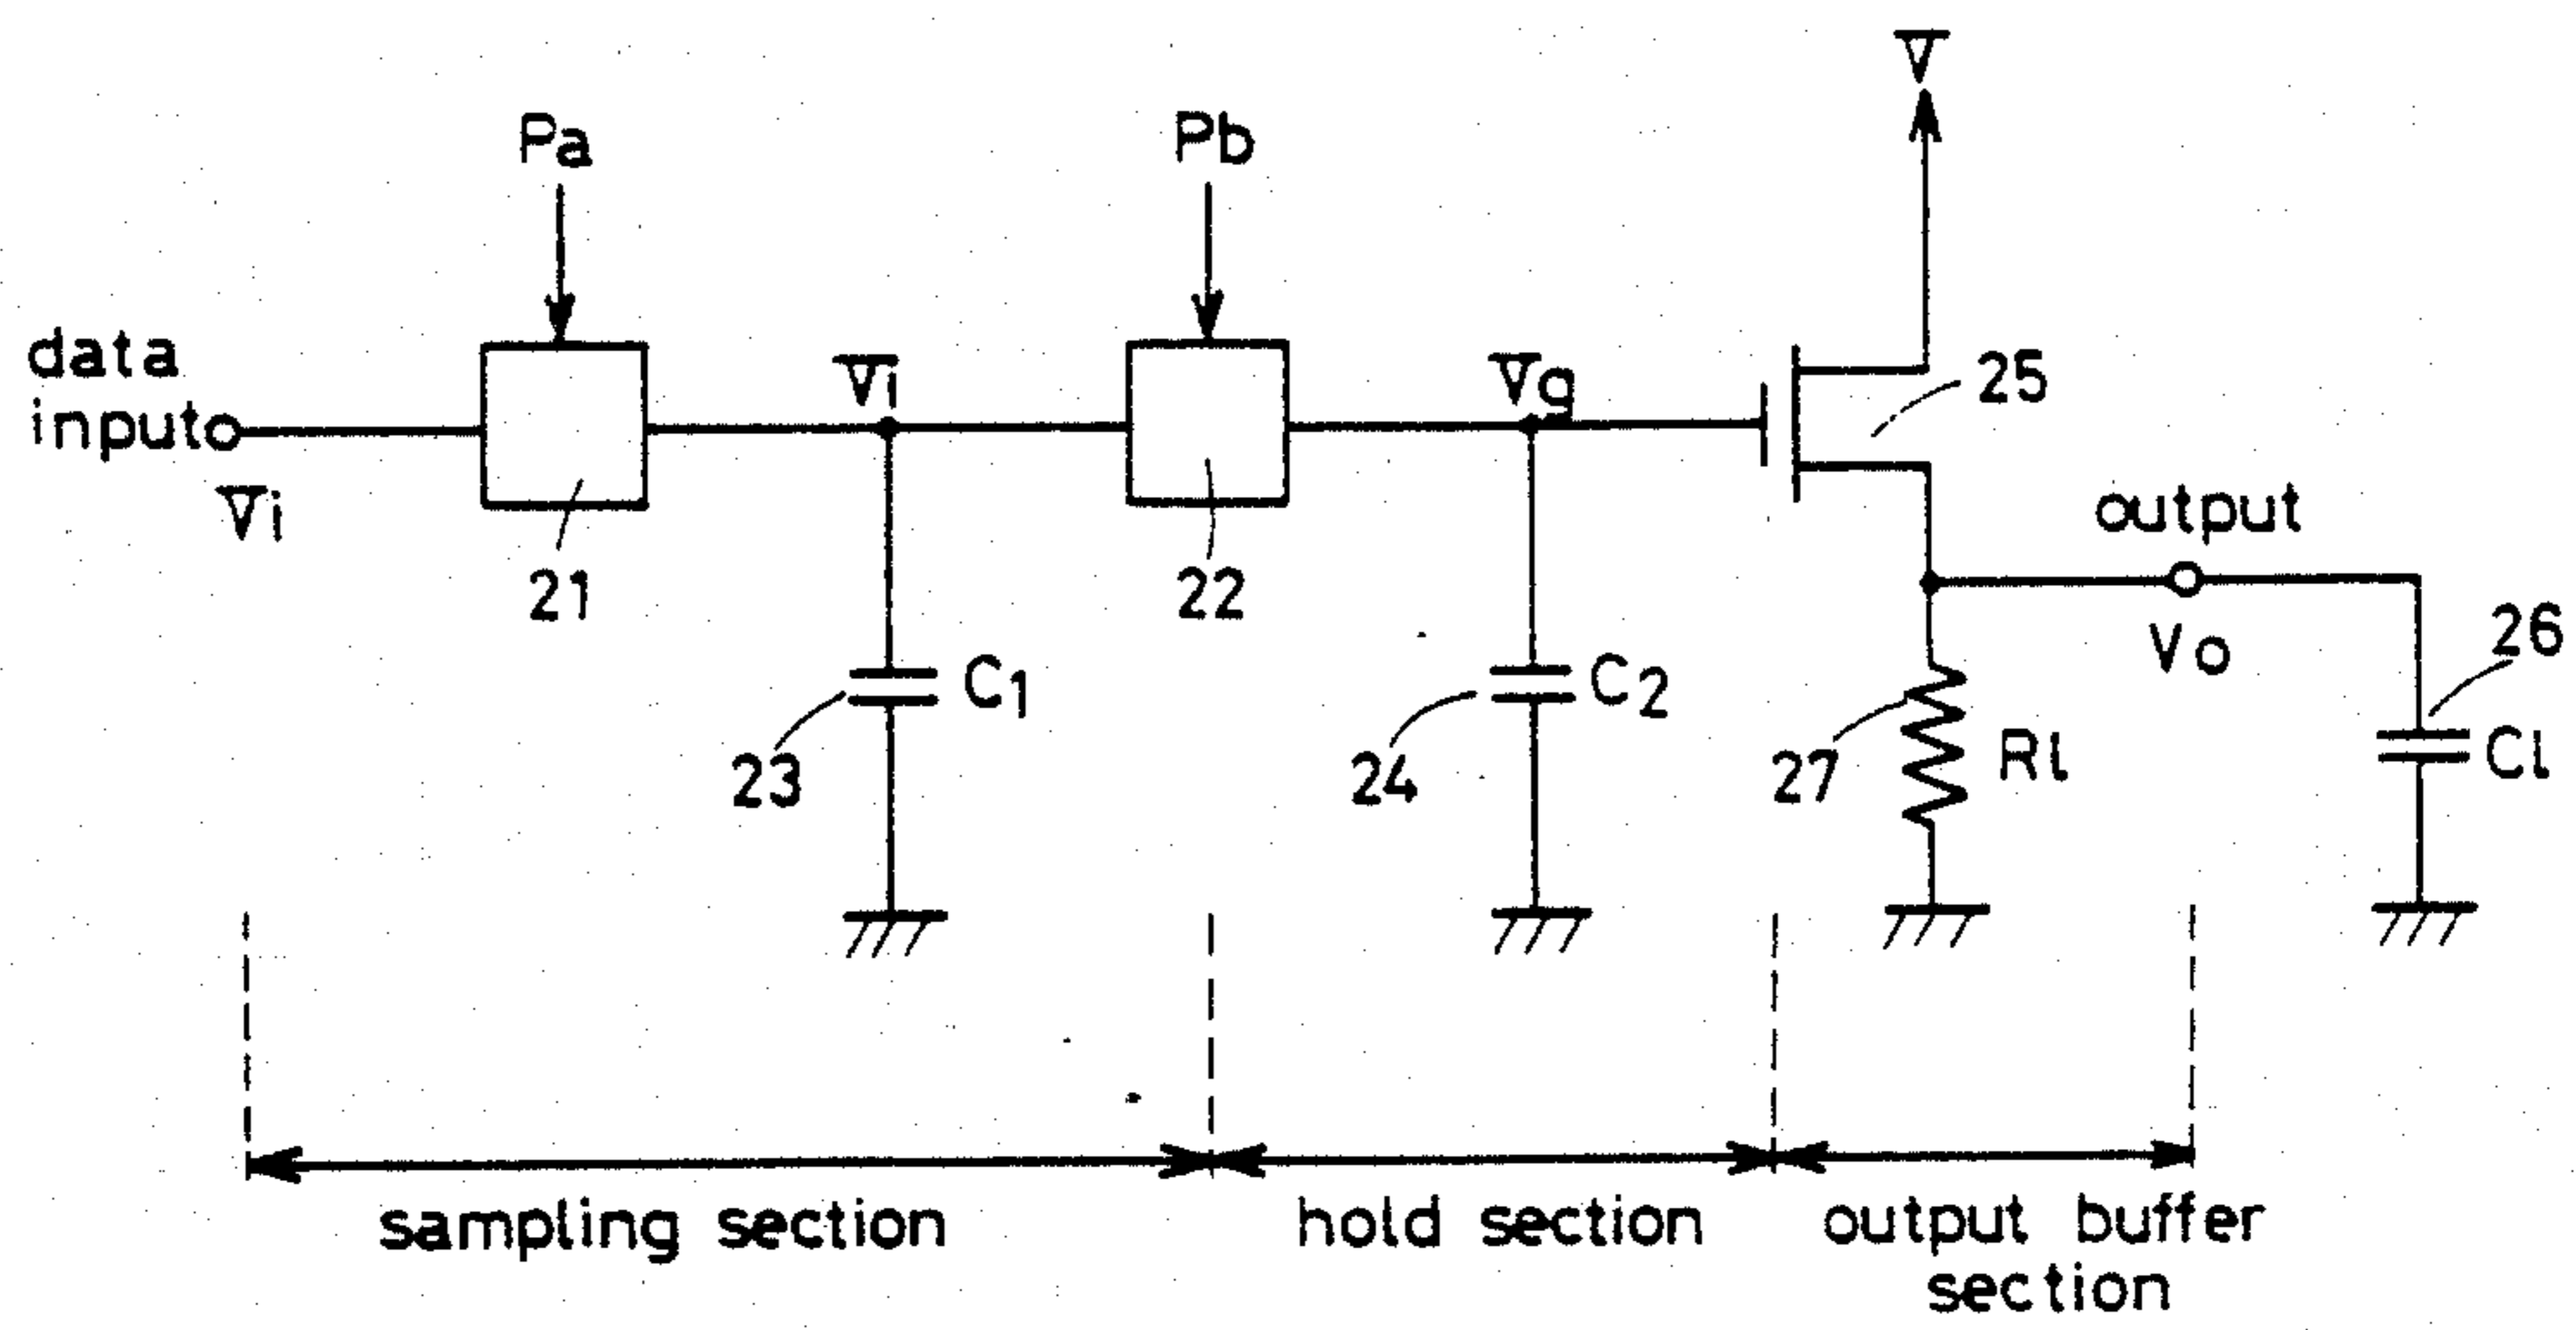 V
Pa
Pb
data
input
Vi
Vi
Vg
25
output
Vo
21
22
26
C1
C2
23
24
27
Rl
Cl
sampling section
hold section
output buffer
section